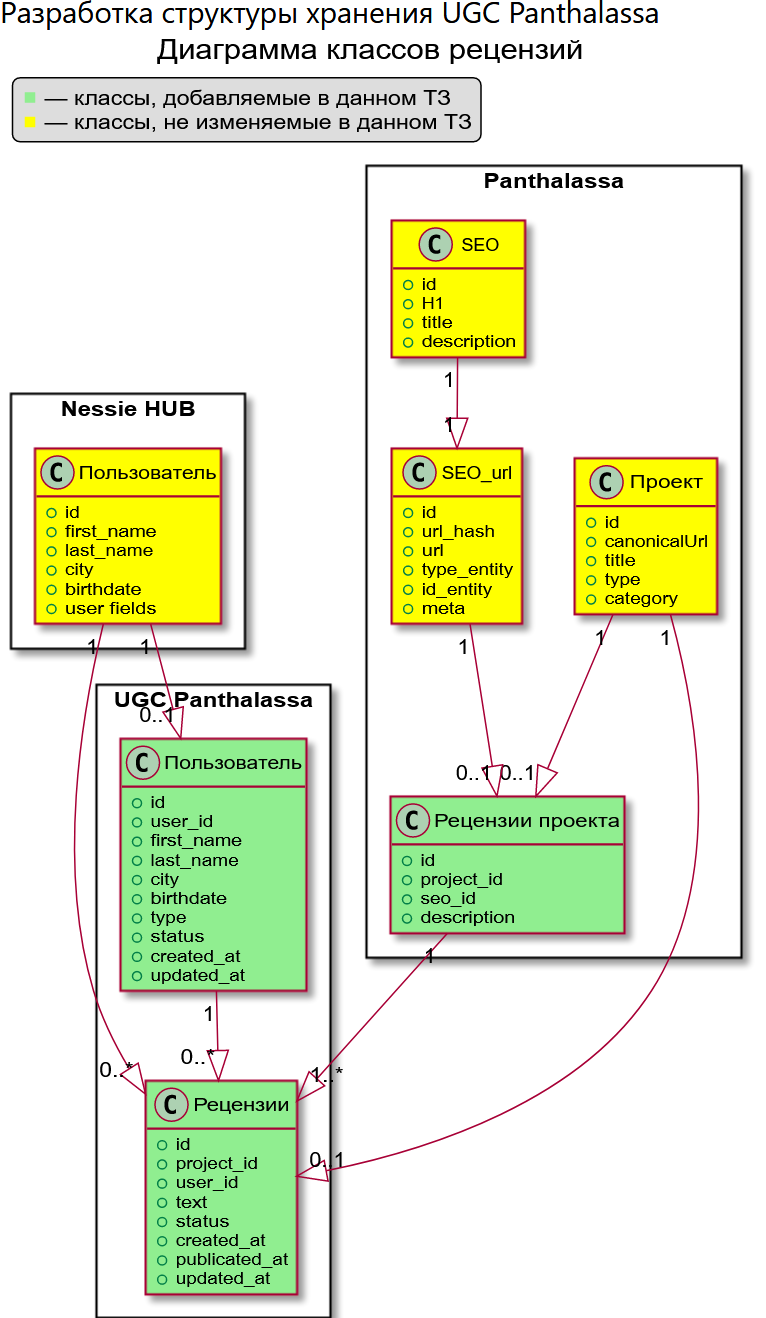 Разработка структуры хранения UGC Panthalassa
Диаграмма классов рецензий
— классы, добавляемые в данном ТЗ
— классы, не изменяемые в данном ТЗ
Panthalassa
C SEO
id
H1
title
description
1
1
Nessie HUB
C Пользователь
id
first_name
last_name
city
birthdate
user fields
1
1
C SEO_url
id
url_hash
url
type_entity
id_entity
meta
1
C Проект
id
canonicalUrl
title
type
category
1
1
UGC Panthalassa
0..1
C Пользователь
id
user_id
first_name
last_name
city
birthdate
type
status
created_at
updated_at
1
0..1
0..1
C Рецензии проекта
id
project_id
seo_id
description
1
0..*
0..*
1..*
0..1
C Рецензии
id
project_id
user_id
text
status
created_at
publicated_at
updated_at